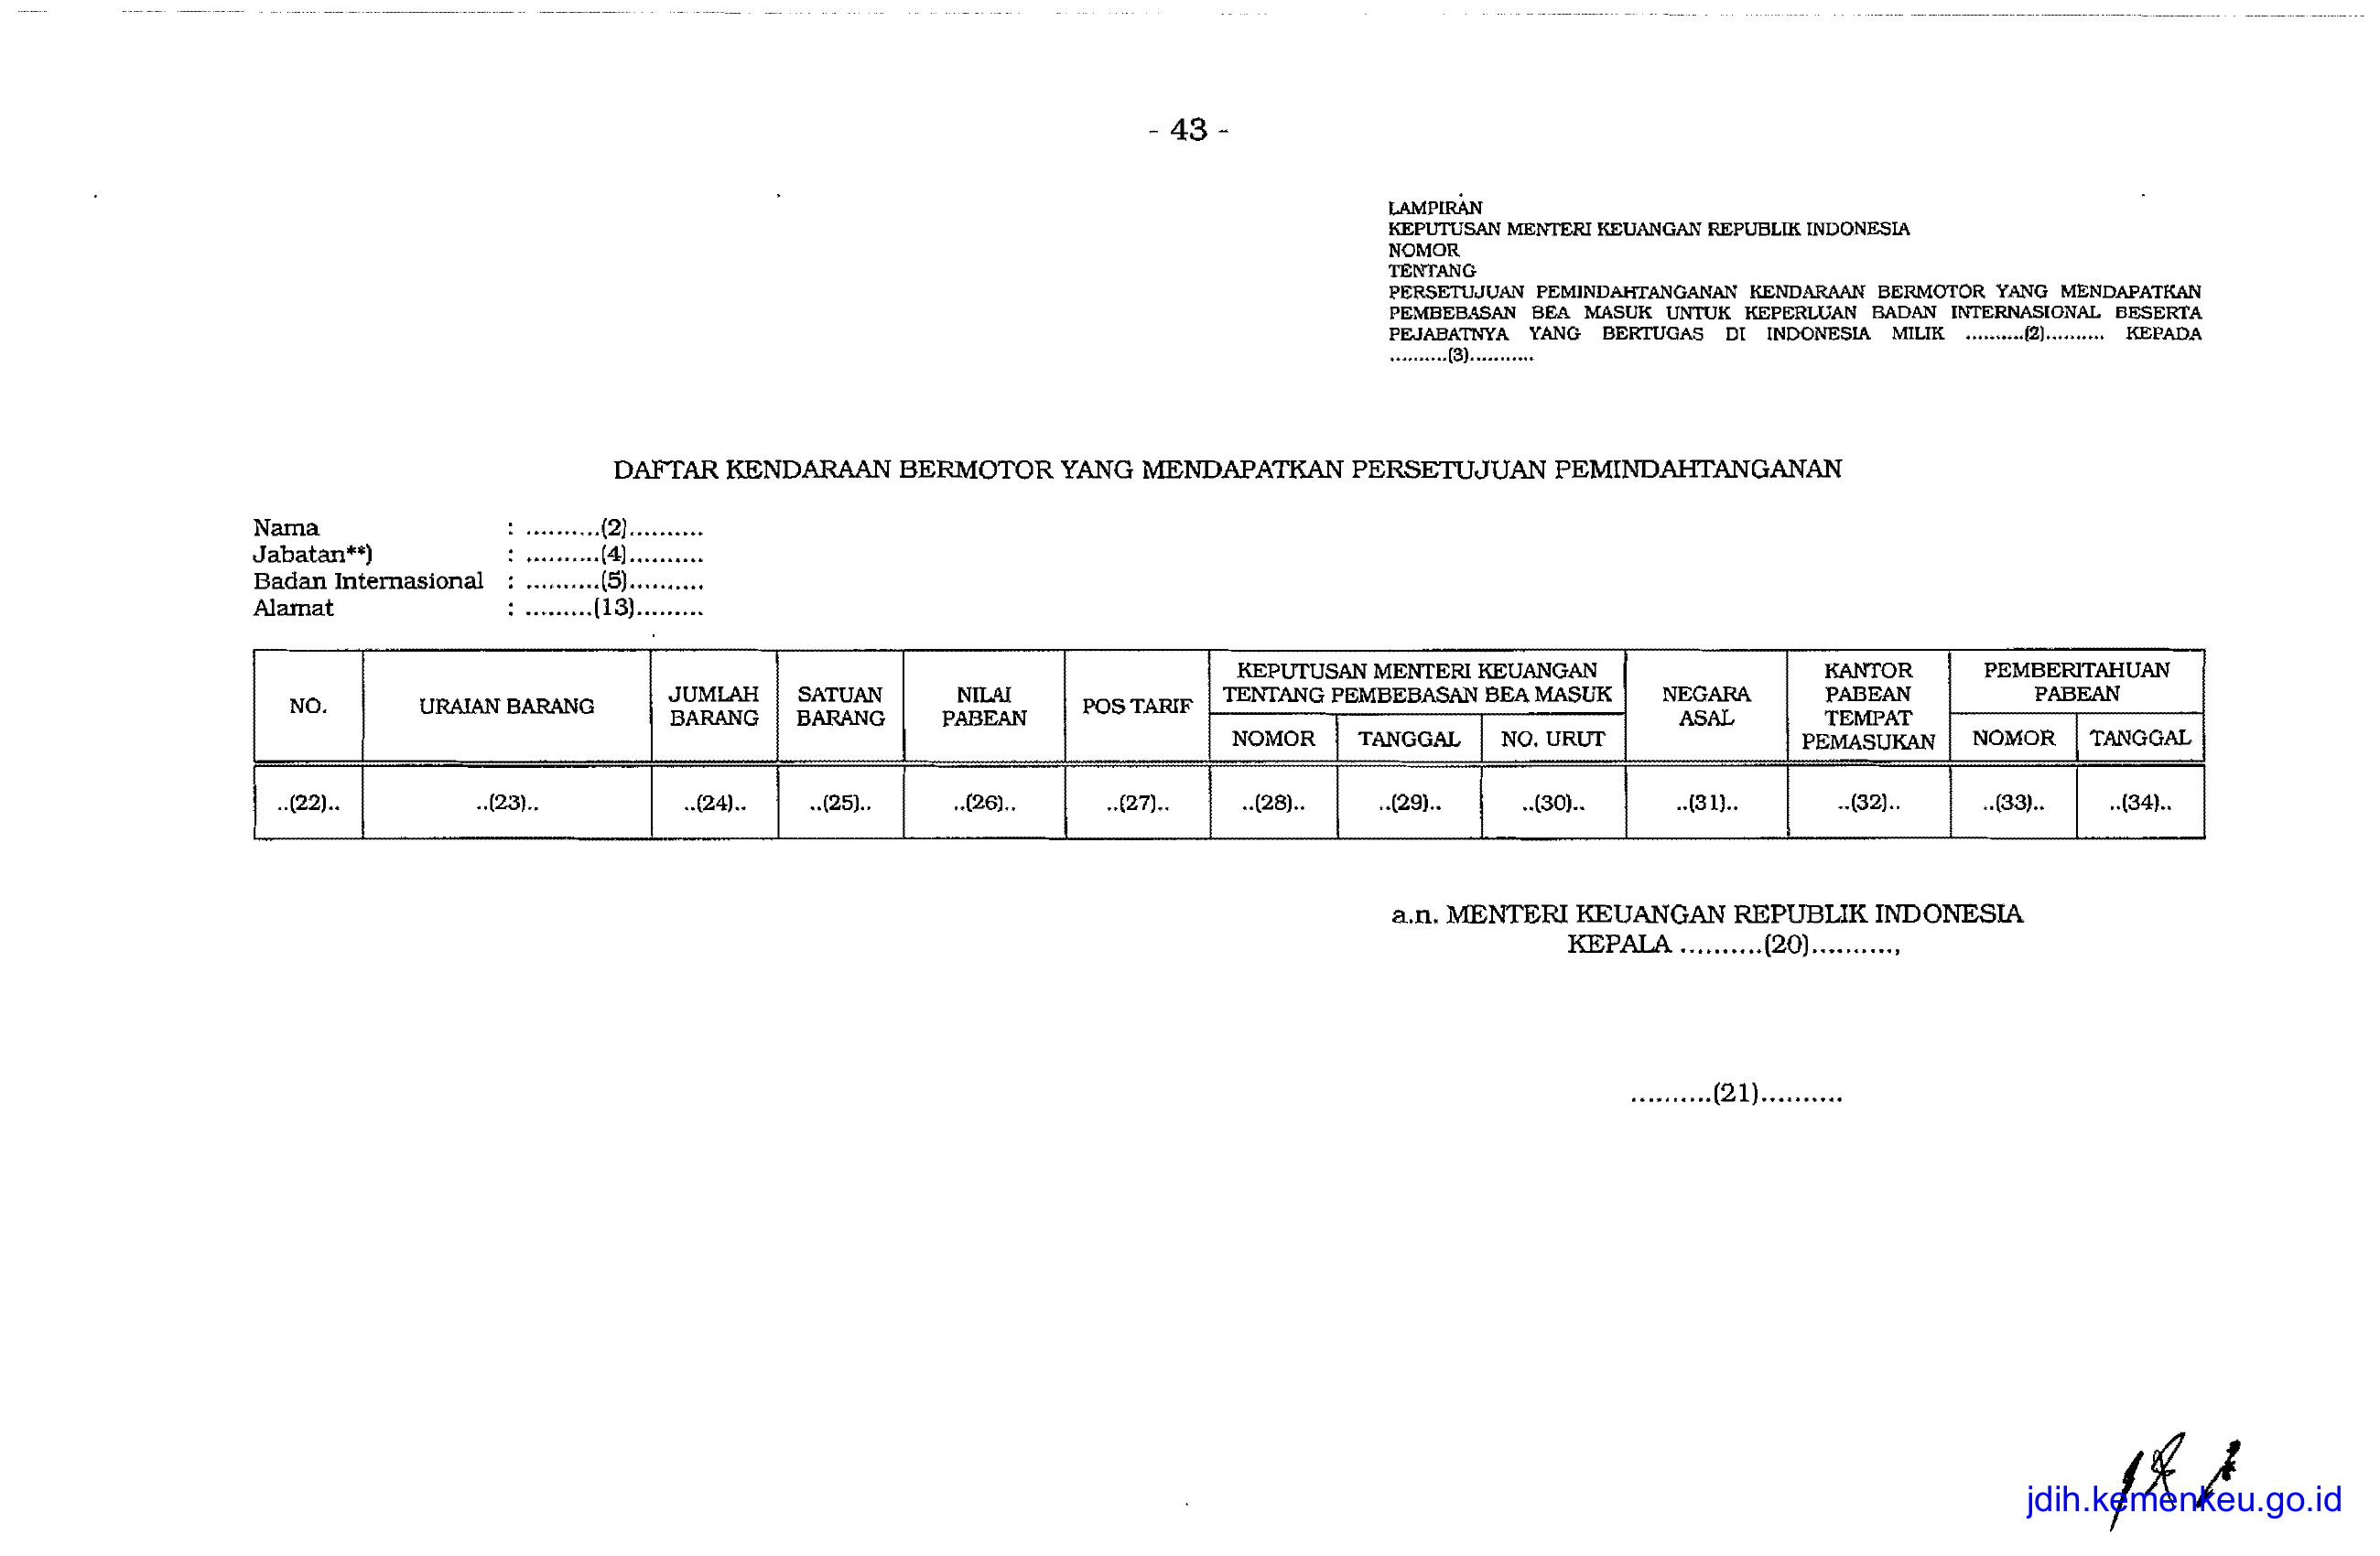 - 43 -
LAMPIRAN
KEPUTUSAN MENTERI KEUANGAN REPUBLIK INDONESIA
NOMOR
TENTANG
PERSETUJUAN PEMINDAHTANGANAN KENDARAAN BERMOTOR YANG MENDAPATKAN
PEMBEBASAN BEA MASUK UNTUK KEPERLUAN BADAN INTERNASIONAL BESERTA
PEJABATNYA YANG BERTUGAS DI INDONESIA MILIK ..........(2).......... KEPADA
..........(3)...........
DAFTAR KENDARAAN BERMOTOR YANG MENDAPATKAN PERSETUJUAN PEMINDAHTANGANAN
Nama : ..........(2)..........
Jabatan**) : ..........(4)..........
Badan Internasional : ..........(5)..........
Alamat : .........(13).........
NO.
URAIAN BARANG
JUMLAH
BARANG
SATUAN
BARANG
NILAI
PABEAN
POS TARIF
KEPUTUSAN MENTERI KEUANGAN
TENTANG PEMBEBASAN BEA MASUK
NOMOR TANGGAL NO. URUT
NEGARA
ASAL
KANTOR
PABEAN
TEMPAT
PEMASUKAN
PEMBERITAHUAN
PABEAN
NOMOR TANGGAL
..(22).. ..(23).. ..(24).. ..(25).. ..(26).. ..(27).. ..(28).. ..(29).. ..(30).. ..(31).. ..(32).. ..(33).. ..(34)..
a.n. MENTERI KEUANGAN REPUBLIK INDONESIA
KEPALA ..........(20)..........,
..........(21)..........
jdih.kemenkeu.go.id